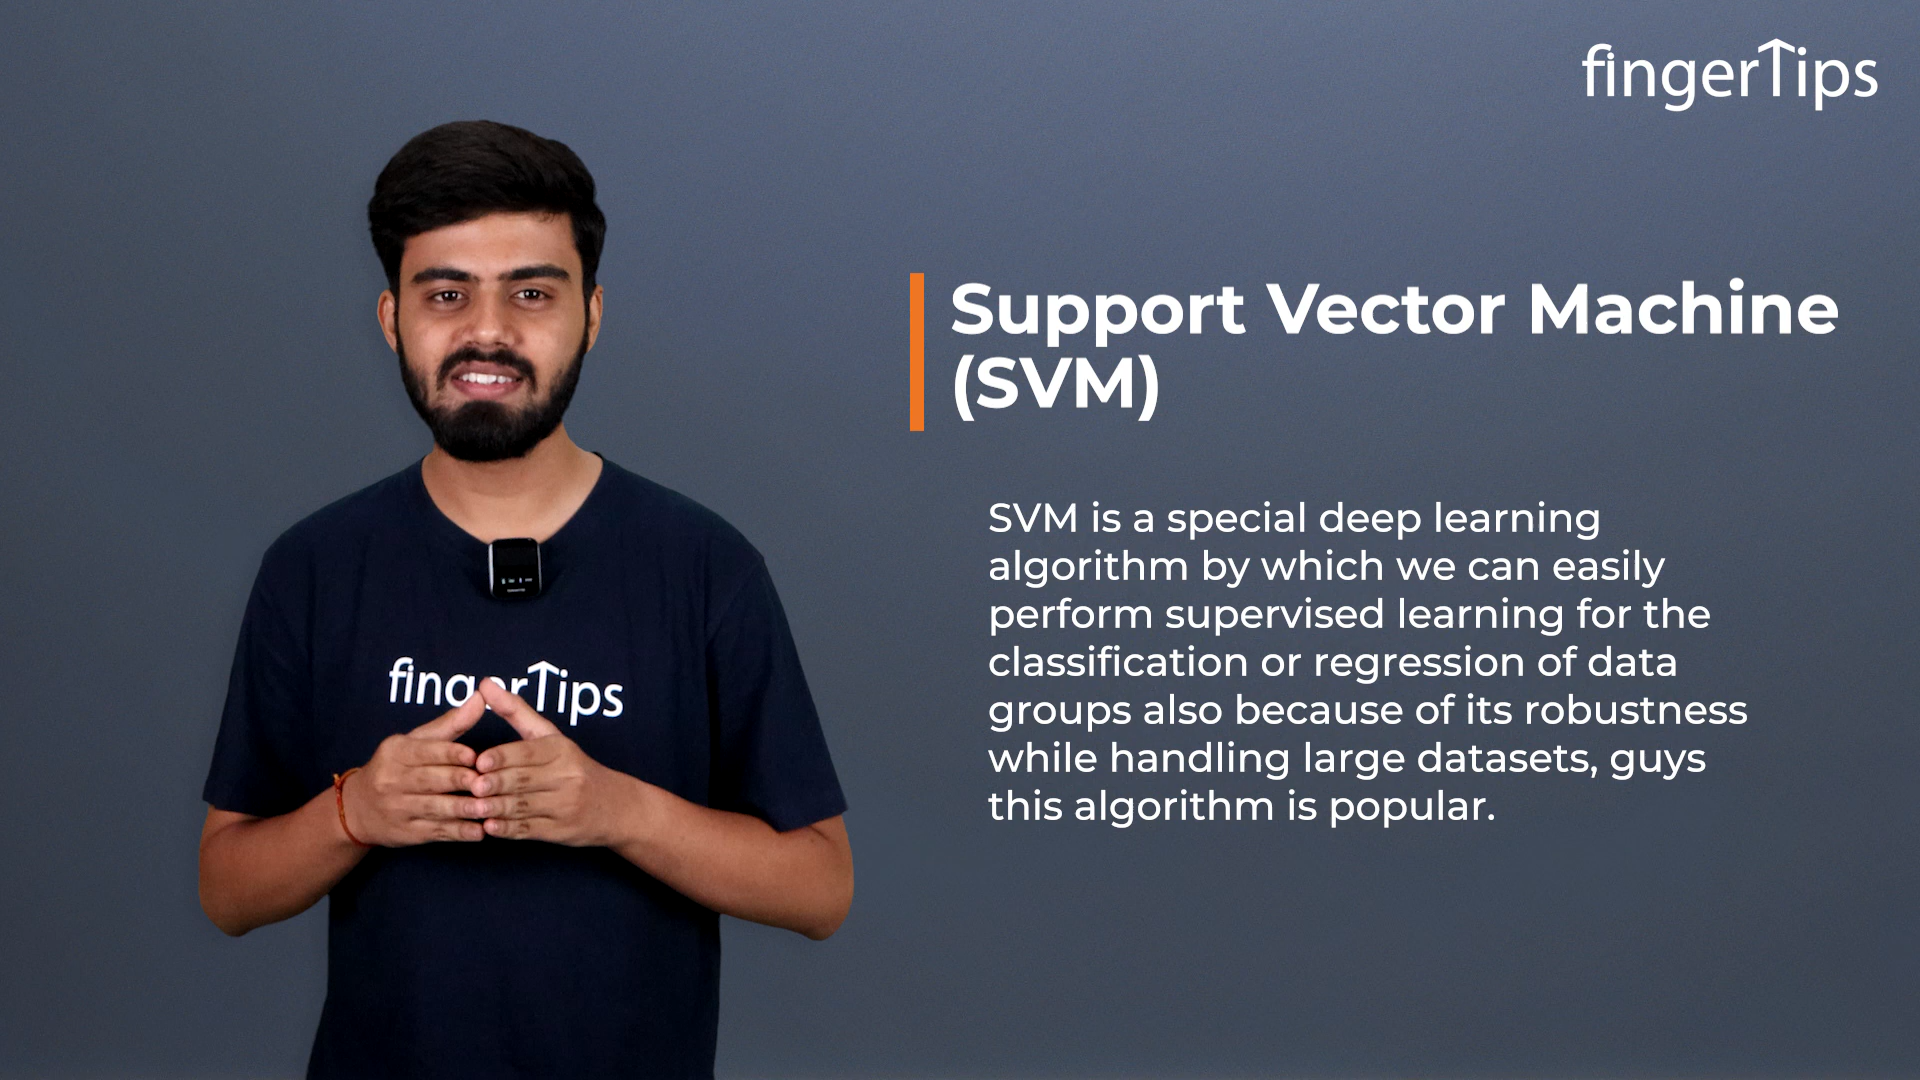 fingerTips
Support Vector Machine
(SVM)
SVM is a special deep learning
algorithm by which we can easily
perform supervised learning for the
classification or regression of data
groups also because of its robustness
while handling large datasets, guys
this algorithm is popular.
fingerTips